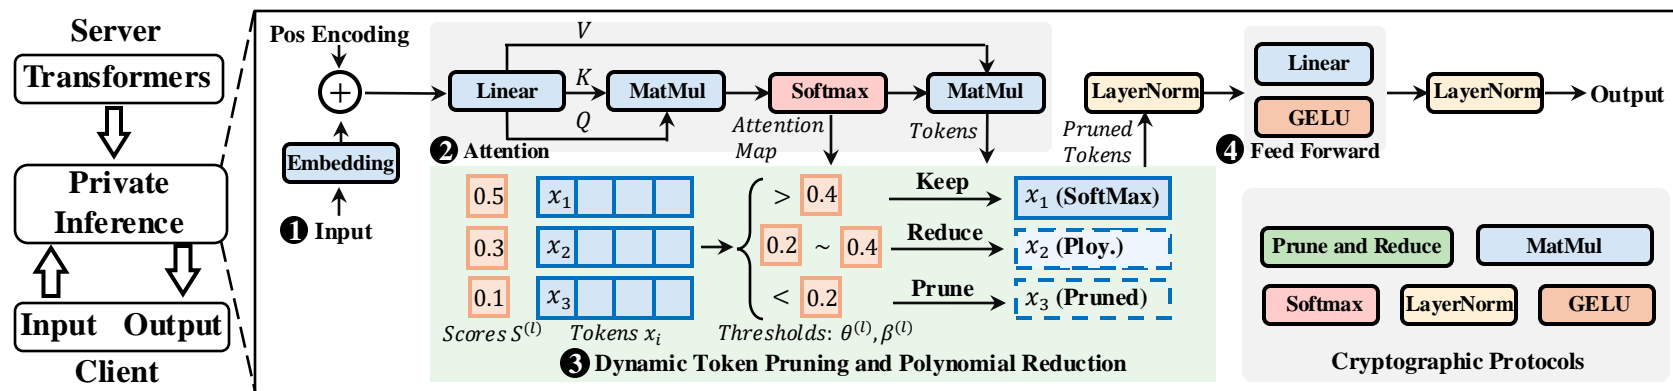 Server
Transformers
Private
Inference
Input Output
Client
Pos Encoding
+
Embedding
❶ Input
V
Linear
K
MatMul
Softmax
MatMul
Q
Attention
Map
Tokens
❷ Attention
Pruned
Tokens
LayerNorm
Linear
GELU
❹ Feed Forward
LayerNorm
Output
0.5
x₁
> 0.4
Keep
x₁ (SoftMax)
0.3
x₂
0.2 ~ 0.4
Reduce
x₂ (Ploy.)
0.1
x₃
< 0.2
Prune
x₃ (Pruned)
Scores S⁽ˡ⁾
Tokens xᵢ
Thresholds: θ⁽ˡ⁾, β⁽ˡ⁾
❸ Dynamic Token Pruning and Polynomial Reduction
Prune and Reduce
MatMul
Softmax
LayerNorm
GELU
Cryptographic Protocols